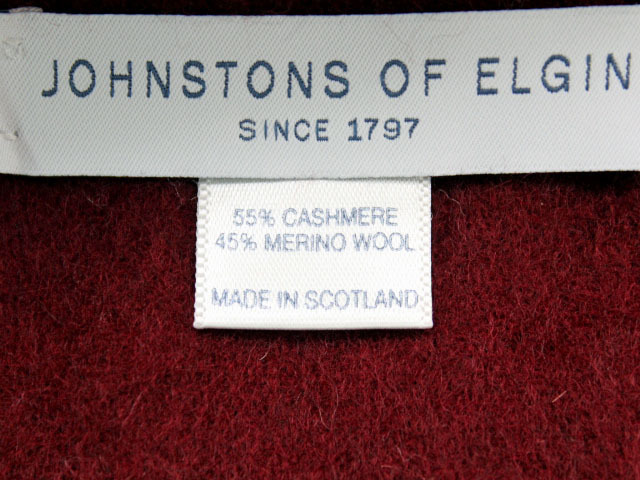 JOHNSTONS OF ELGIN
SINCE 1797
55% CASHMERE
45% MERINO WOOL
MADE IN SCOTLAND